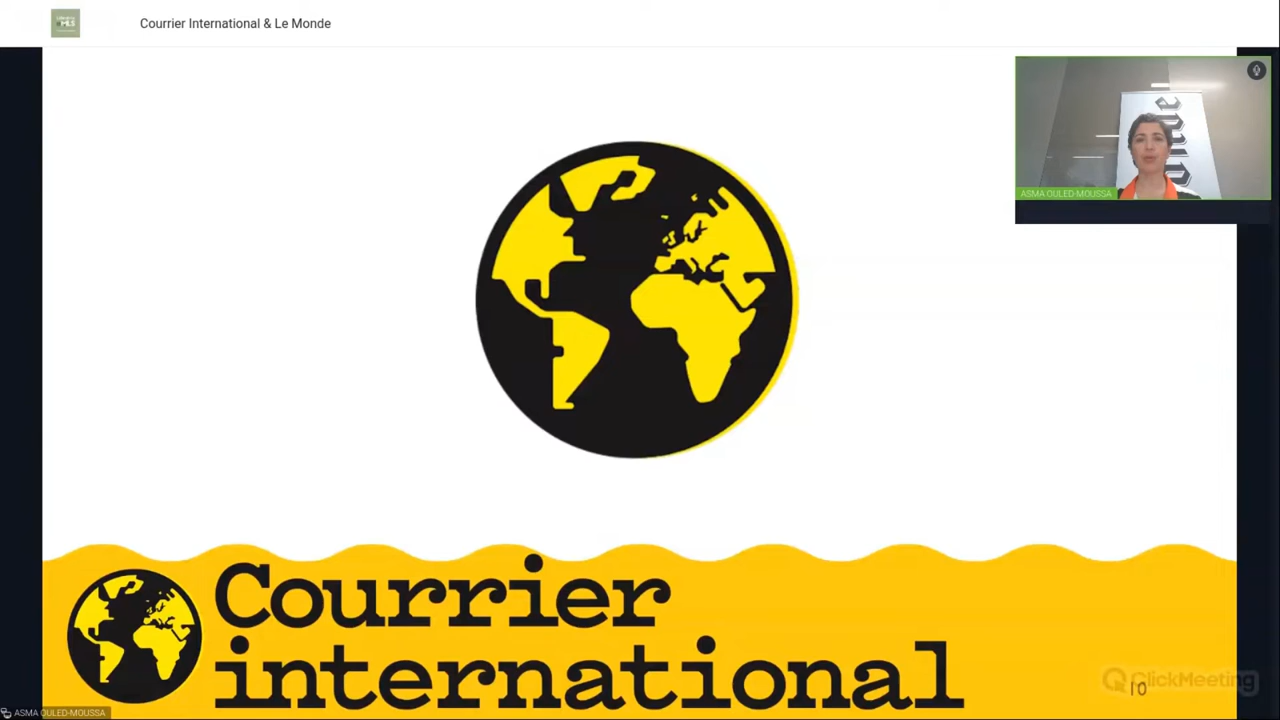 Courrier International & Le Monde
ASMA OULED-MOUSSA
Courrier
international
ClickMeeting
10
ASMA OULED-MOUSSA